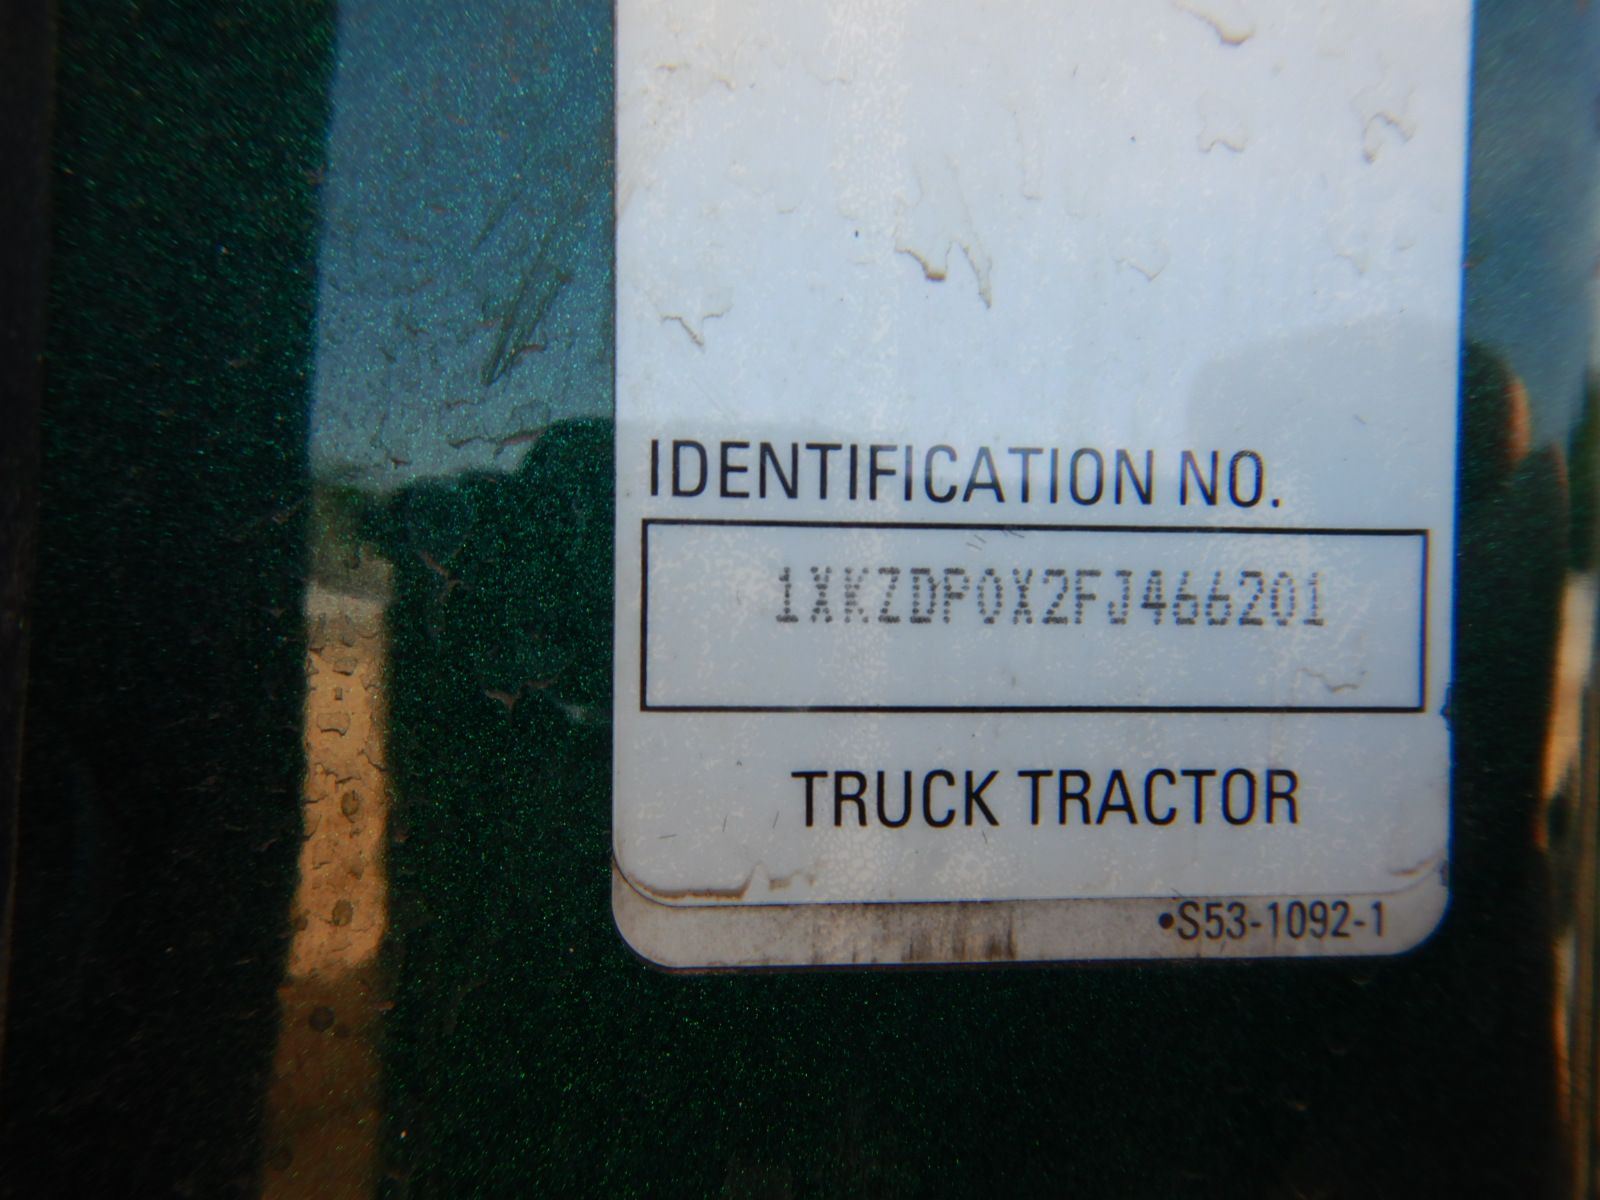 IDENTIFICATION NO.
1XKZDP0X2FJ466201
TRUCK TRACTOR
•S53-1092-1